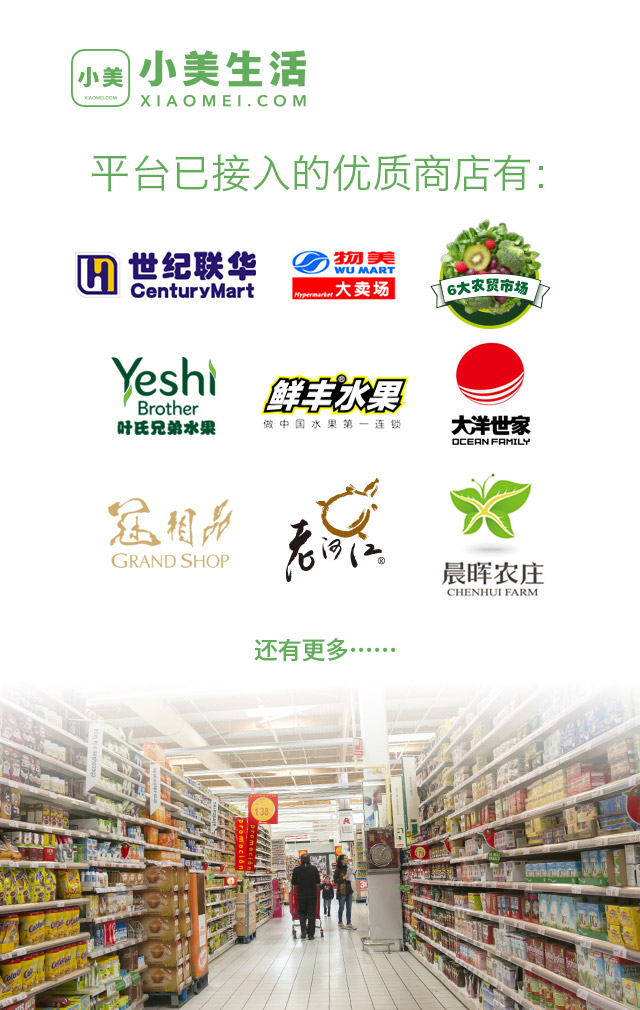 小美
XIAOMEI.COM
小美生活
XIAOMEI.COM
平台已接入的优质商店有：
世纪联华
CenturyMart
物美
WU MART
Hypermarket 大卖场
6大农贸市场
Yeshi
Brother
叶氏兄弟水果
鲜丰®水果
做中国水果第一连锁
大洋世家
OCEAN FAMILY
冠相品
GRAND SHOP
老河江®
晨晖农庄
CHENHUI FARM
还有更多……
Promoción
Promoción